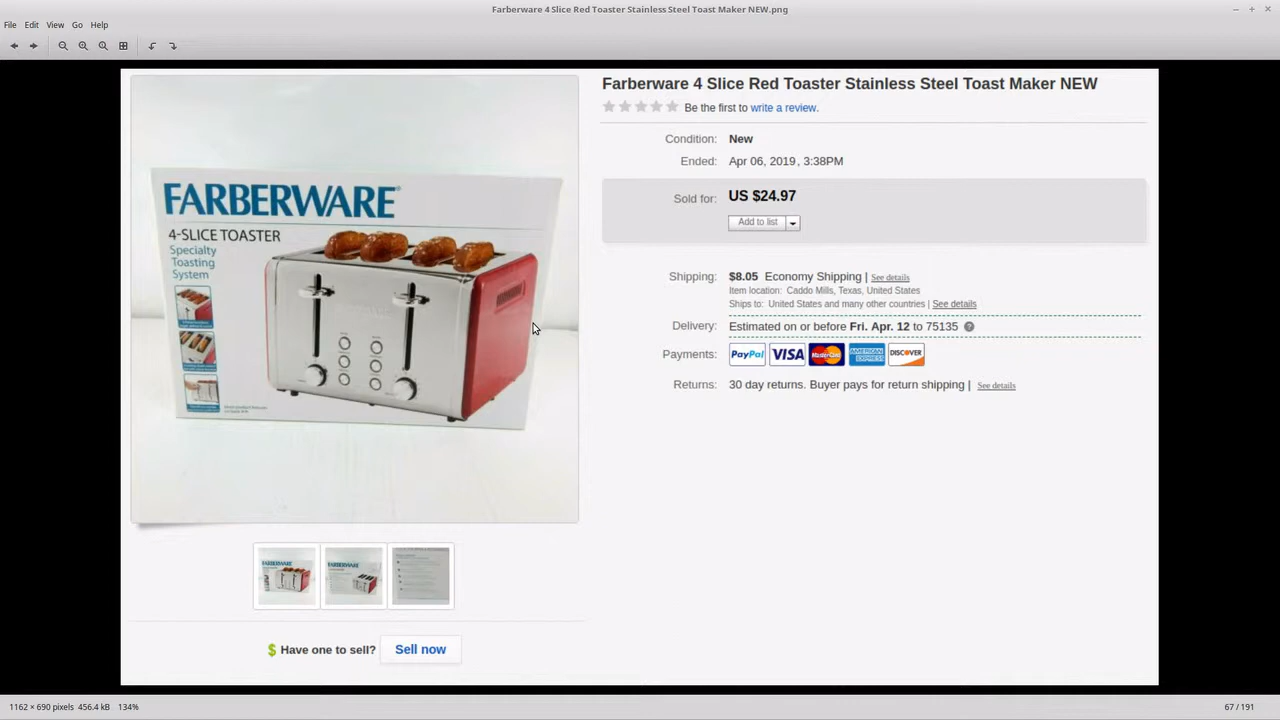 Farberware 4 Slice Red Toaster Stainless Steel Toast Maker NEW.png
File Edit View Go Help
Farberware 4 Slice Red Toaster Stainless Steel Toast Maker NEW
Be the first to write a review.
Condition: New
Ended: Apr 06, 2019, 3:38PM
Sold for: US $24.97
Add to list
Shipping: $8.05 Economy Shipping | See details
Item location: Caddo Mills, Texas, United States
Ships to: United States and many other countries | See details
Delivery: Estimated on or before Fri. Apr. 12 to 75135 ?
Payments: PayPal VISA MasterCard AMERICAN EXPRESS DISCOVER
Returns: 30 day returns. Buyer pays for return shipping | See details
FARBERWARE®
4-SLICE TOASTER
Specialty
Toasting
System
FARBERWARE
FARBERWARE
$ Have one to sell? Sell now
1162 × 690 pixels 456.4 kB 134%
67 / 191